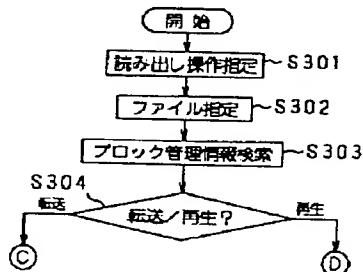 開始
読み出し操作指定
S301
ファイル指定
S302
ブロック管理情報検索
S303
S304
転送
転送/再生?
再生
C
D